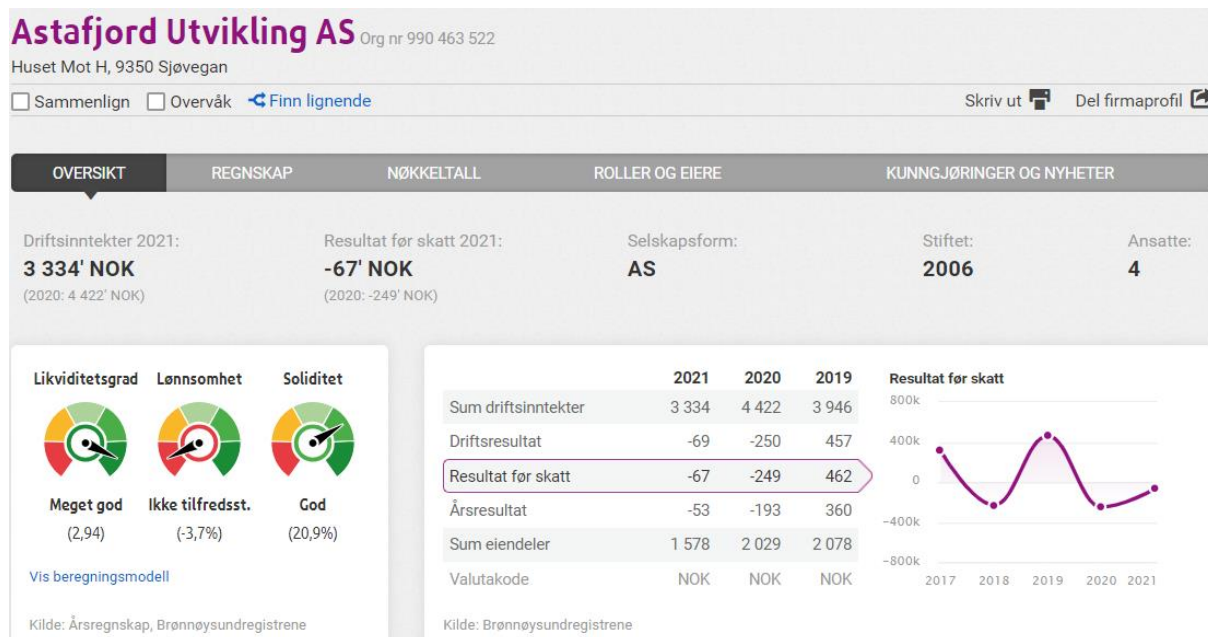 Astafjord Utvikling AS Org nr 990 463 522
Huset Mot H, 9350 Sjøvegan
Sammenlign Overvåk Finn lignende Skriv ut Del firmaprofil
OVERSIKT REGNSKAP NØKKELTALL ROLLER OG EIERE KUNNGJØRINGER OG NYHETER
Driftsinntekter 2021: Resultat før skatt 2021: Selskapsform: Stiftet: Ansatte:
3 334' NOK -67' NOK AS 2006 4
(2020: 4 422' NOK) (2020: -249' NOK)
Likviditetsgrad Lønnsomhet Soliditet
Meget god Ikke tilfredsst. God
(2,94) (-3,7%) (20,9%)
Vis beregningsmodell
Kilde: Årsregnskap, Brønnøysundregistrene
2021 2020 2019
Sum driftsinntekter 3 334 4 422 3 946
Driftsresultat -69 -250 457
Resultat før skatt -67 -249 462
Årsresultat -53 -193 360
Sum eiendeler 1 578 2 029 2 078
Valutakode NOK NOK NOK
Kilde: Brønnøysundregistrene
Resultat før skatt
800k
400k
0
−400k
−800k
2017 2018 2019 2020 2021